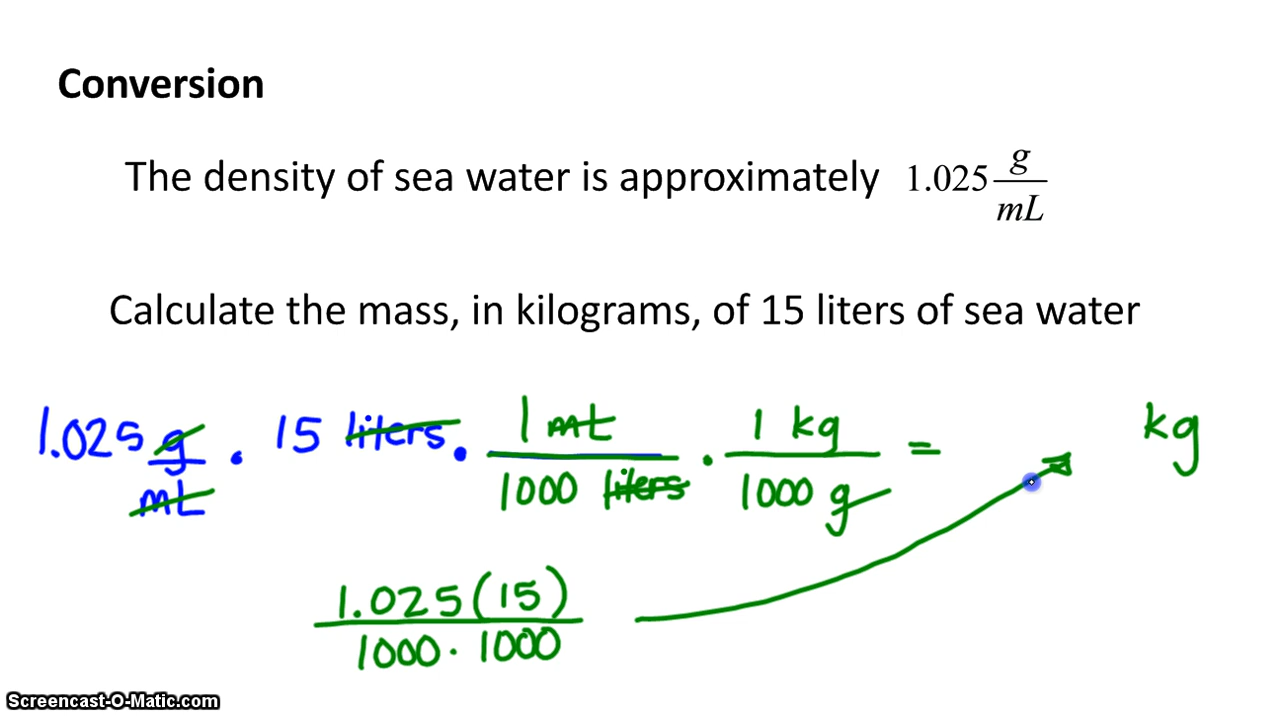 Conversion
The density of sea water is approximately 1.025 g/mL
Calculate the mass, in kilograms, of 15 liters of sea water
1.025 g/mL · 15 liters · 1 mL/1000 liters · 1 kg/1000 g = kg
1.025(15)
1000 · 1000
Screencast-O-Matic.com